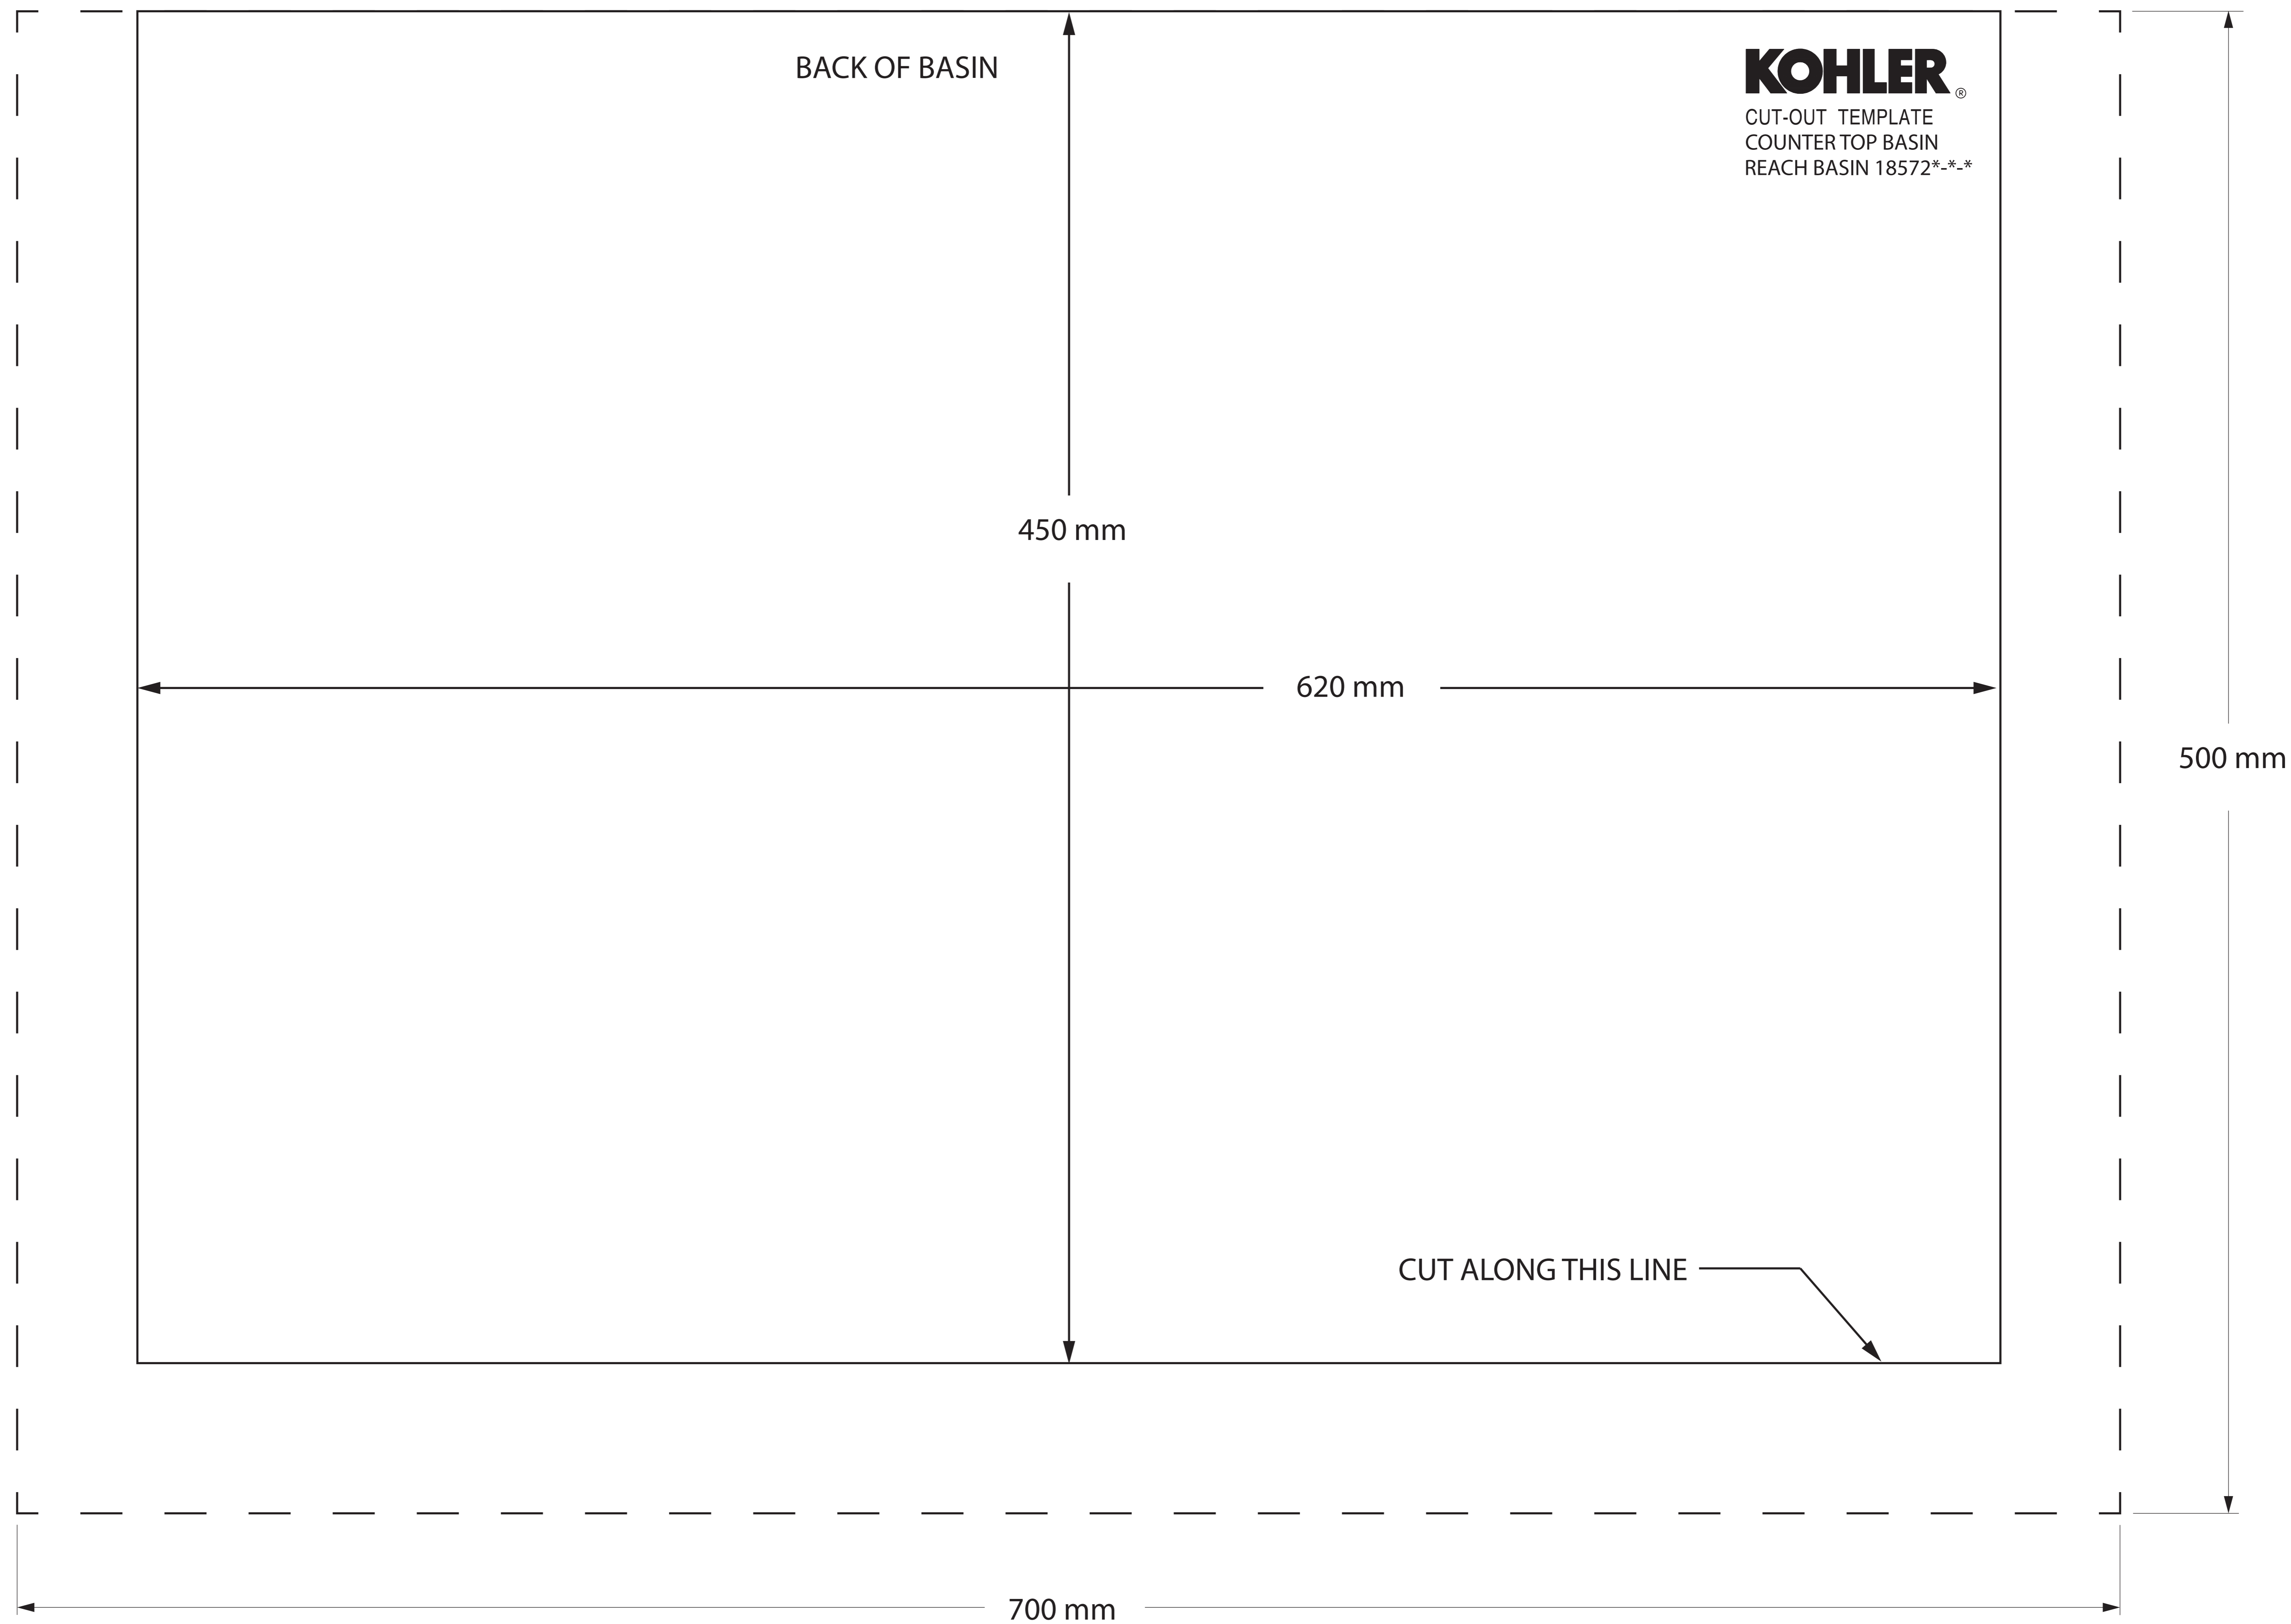 BACK OF BASIN
KOHLER®
CUT-OUT TEMPLATE
COUNTER TOP BASIN
REACH BASIN 18572*-*-*
450 mm
620 mm
500 mm
CUT ALONG THIS LINE
700 mm